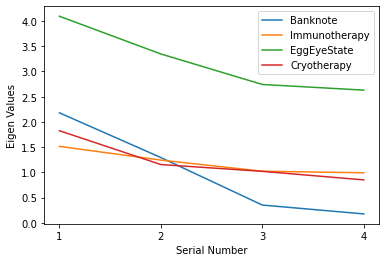 Eigen Values
4.0
3.5
3.0
2.5
2.0
1.5
1.0
0.5
0.0
Banknote
Immunotherapy
EggEyeState
Cryotherapy
1 2 3 4
Serial Number